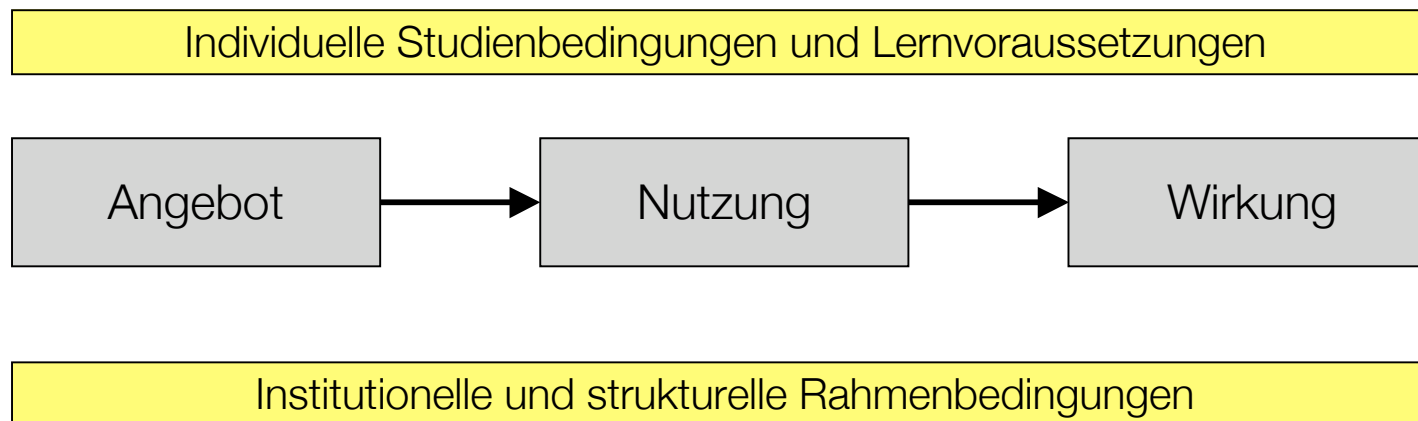 Individuelle Studienbedingungen und Lernvoraussetzungen
Angebot
Nutzung
Wirkung
Institutionelle und strukturelle Rahmenbedingungen